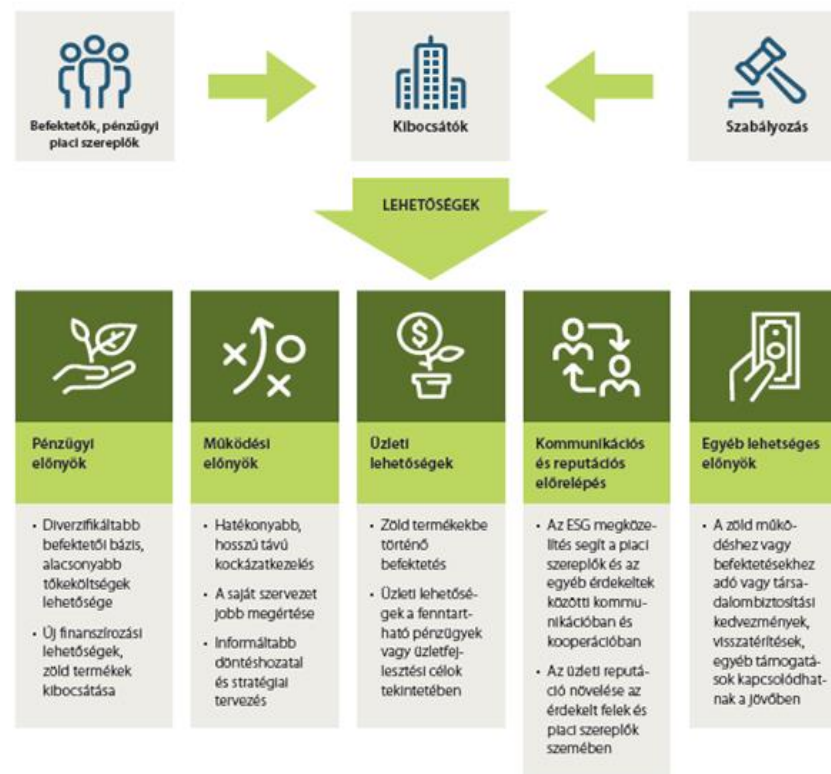 Befektetők, pénzügyi
piaci szereplők
Kibocsátók
Szabályozás
LEHETŐSÉGEK
Pénzügyi
előnyök
• Diverzifikáltabb
befektetői bázis,
alacsonyabb
tőkeköltségek
lehetősége
• Új finanszírozási
lehetőségek,
zöld termékek
kibocsátása
Működési
előnyök
• Hatékonyabb,
hosszú távú
kockázatkezelés
• A saját szervezet
jobb megértése
• Informáltabb
döntéshozatal
és stratégiai
tervezés
Üzleti
lehetőségek
• Zöld termékekbe
történő
befektetés
• Üzleti lehetősé-
gek a fenntart-
ható pénzügyek
vagy üzletfej-
lesztési célok
tekintetében
Kommunikációs
és reputációs
előrelépés
• Az ESG megköze-
lítés segít a piaci
szereplők és az
egyéb érdekeltek
közötti kommu-
nikációban és
kooperációban
• Az üzleti reputá-
ció növelése az
érdekelt felek és
piaci szereplők
szemében
Egyéb lehetséges
előnyök
• A zöld műkö-
déshez vagy
befektetésekhez
adó vagy társa-
dalombiztosítási
kedvezmények,
visszatérítések,
egyéb támogatá-
sok kapcsolódhat-
nak a jövőben